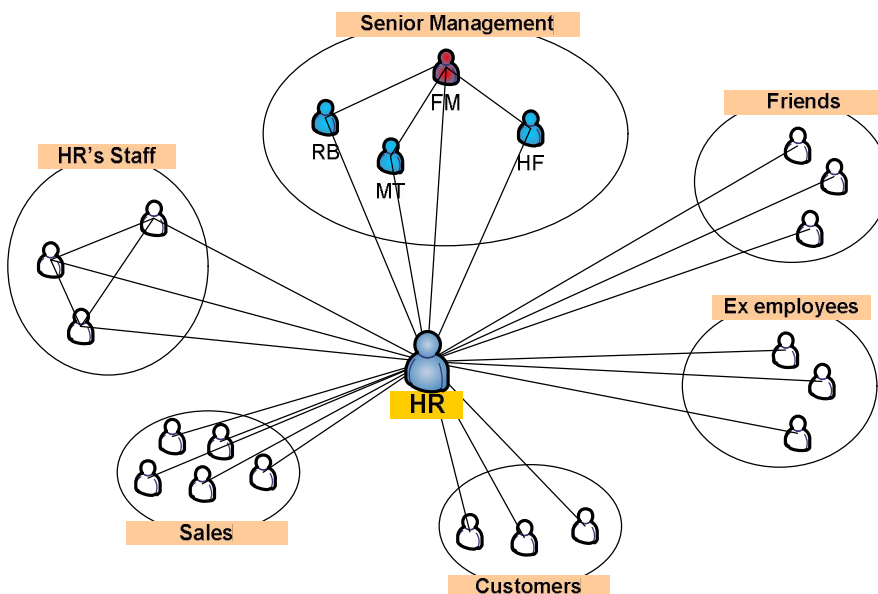 Senior Management
FM
RB
MT
HF
Friends
HR's Staff
Ex employees
HR
Sales
Customers